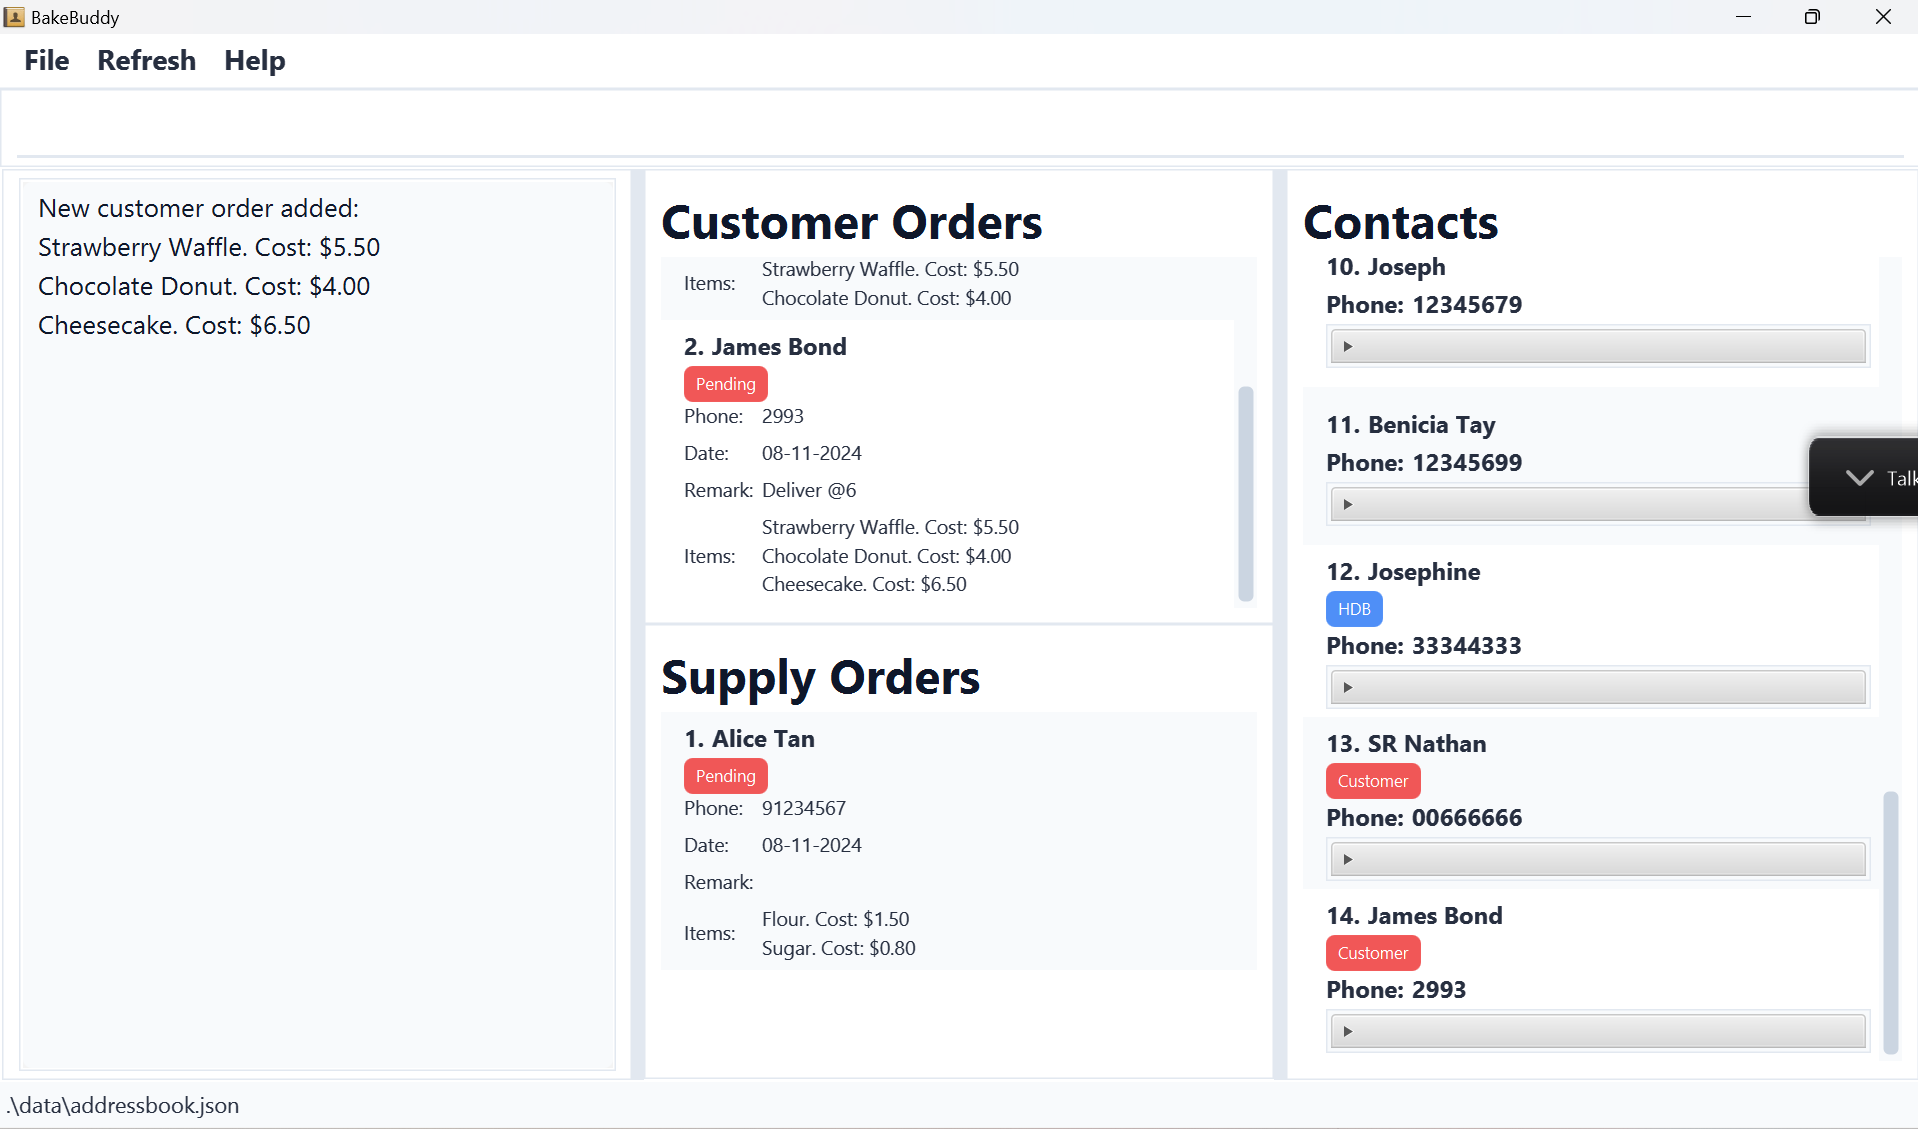 BakeBuddy
File Refresh Help
New customer order added:
Strawberry Waffle. Cost: $5.50
Chocolate Donut. Cost: $4.00
Cheesecake. Cost: $6.50
Customer Orders
Items:
Strawberry Waffle. Cost: $5.50
Chocolate Donut. Cost: $4.00
2. James Bond
Pending
Phone: 2993
Date: 08-11-2024
Remark: Deliver @6
Items:
Strawberry Waffle. Cost: $5.50
Chocolate Donut. Cost: $4.00
Cheesecake. Cost: $6.50
Supply Orders
1. Alice Tan
Pending
Phone: 91234567
Date: 08-11-2024
Remark:
Items:
Flour. Cost: $1.50
Sugar. Cost: $0.80
Contacts
10. Joseph
Phone: 12345679
11. Benicia Tay
Phone: 12345699
Talk
12. Josephine
HDB
Phone: 33344333
13. SR Nathan
Customer
Phone: 00666666
14. James Bond
Customer
Phone: 2993
.\data\addressbook.json